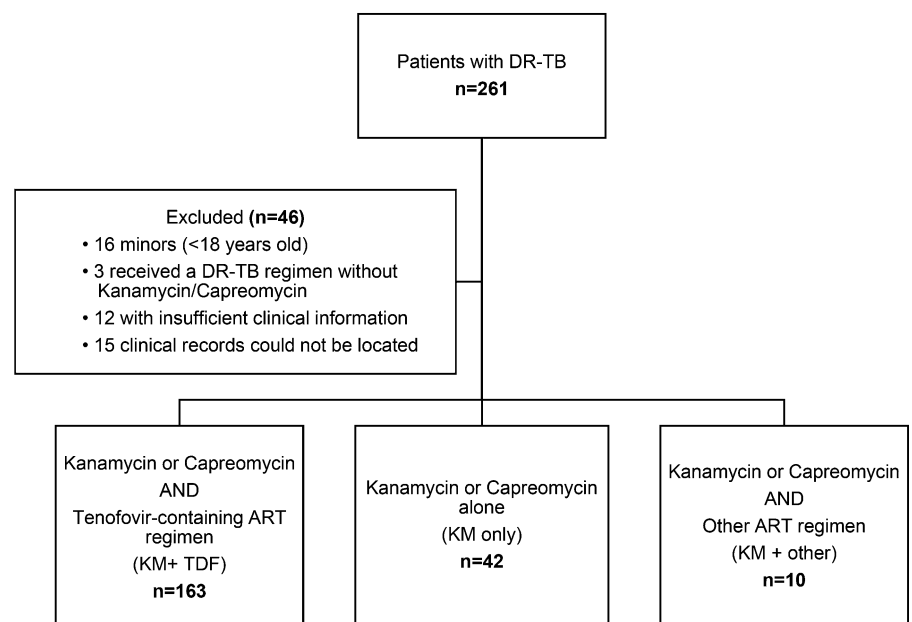 Patients with DR-TB
n=261
Excluded (n=46)
• 16 minors (<18 years old)
• 3 received a DR-TB regimen without
Kanamycin/Capreomycin
• 12 with insufficient clinical information
• 15 clinical records could not be located
Kanamycin or Capreomycin
AND
Tenofovir-containing ART
regimen
(KM+ TDF)
n=163
Kanamycin or Capreomycin
alone
(KM only)
n=42
Kanamycin or Capreomycin
AND
Other ART regimen
(KM + other)
n=10